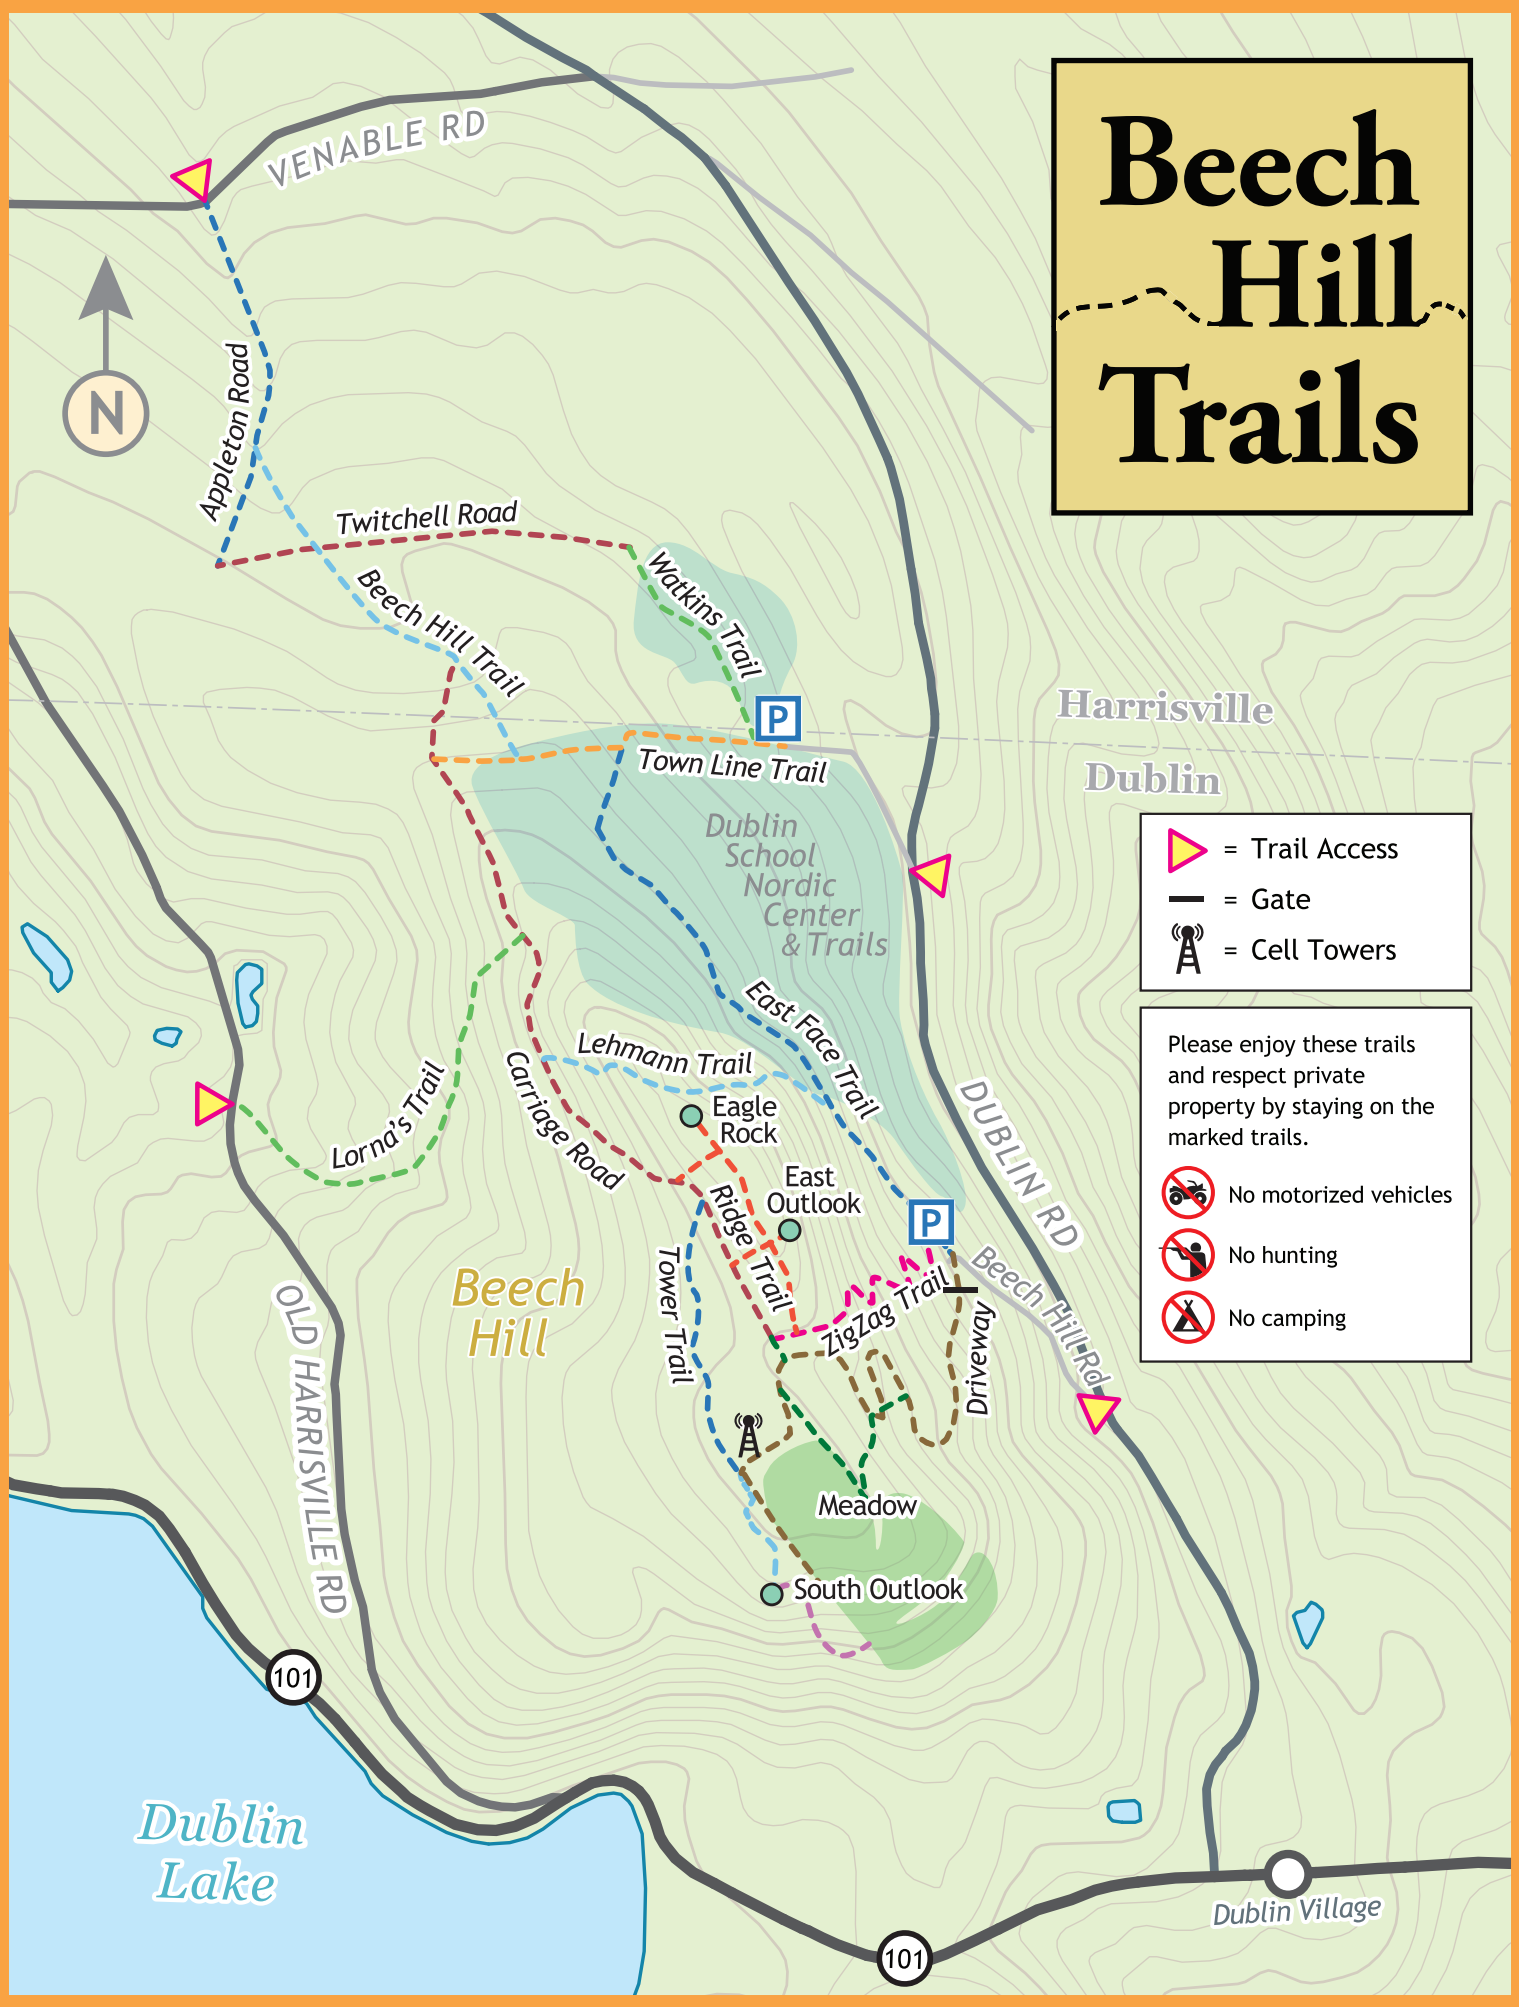 Beech
Hill
Trails
VENABLE RD
N
Appleton Road
Twitchell Road
Beech Hill Trail
Watkins Trail
P
Town Line Trail
Harrisville
Dublin
Dublin
School
Nordic
Center
& Trails
= Trail Access
= Gate
= Cell Towers
Please enjoy these trails
and respect private
property by staying on the
marked trails.
No motorized vehicles
No hunting
No camping
East Face Trail
Lehmann Trail
Carriage Road
Lorna's Trail
Eagle
Rock
East
Outlook
Ridge Trail
Tower Trail
P
DUBLIN RD
Beech Hill Rd
ZigZag Trail
Driveway
Beech
Hill
OLD HARRISVILLE RD
Meadow
South Outlook
101
Dublin
Lake
101
Dublin Village